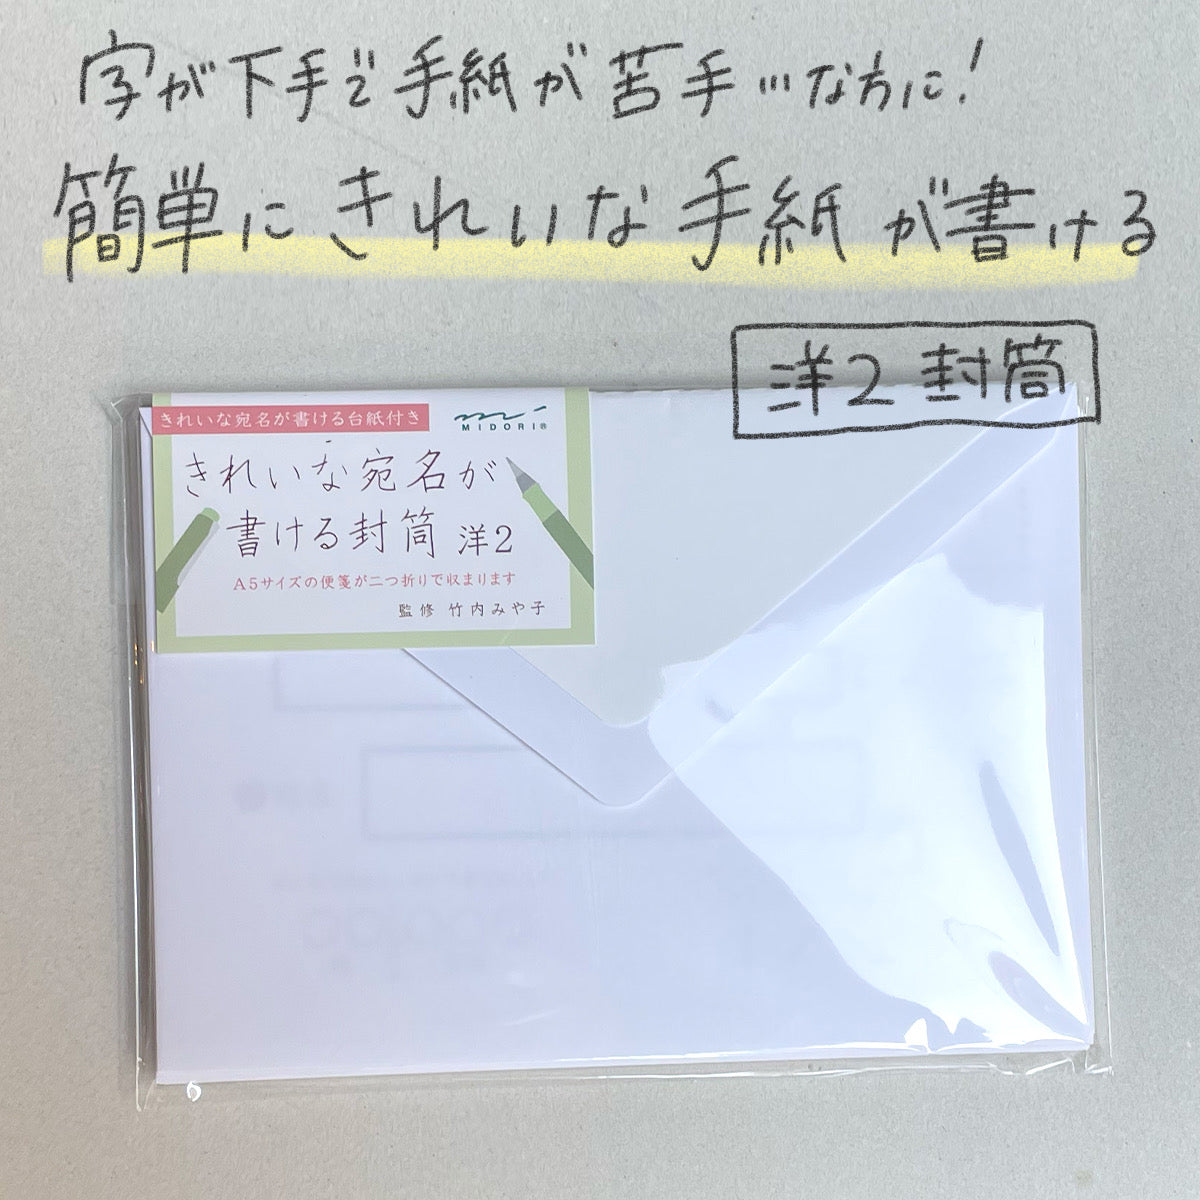 字が下手で手紙が苦手…な方に!
簡単にきれいな手紙が書ける
洋2 封筒
きれいな宛名が書ける台紙付き
MIDORI®
きれいな宛名が
書ける封筒 洋2
A5サイズの便箋が二つ折りで収まります
監修 竹内みや子